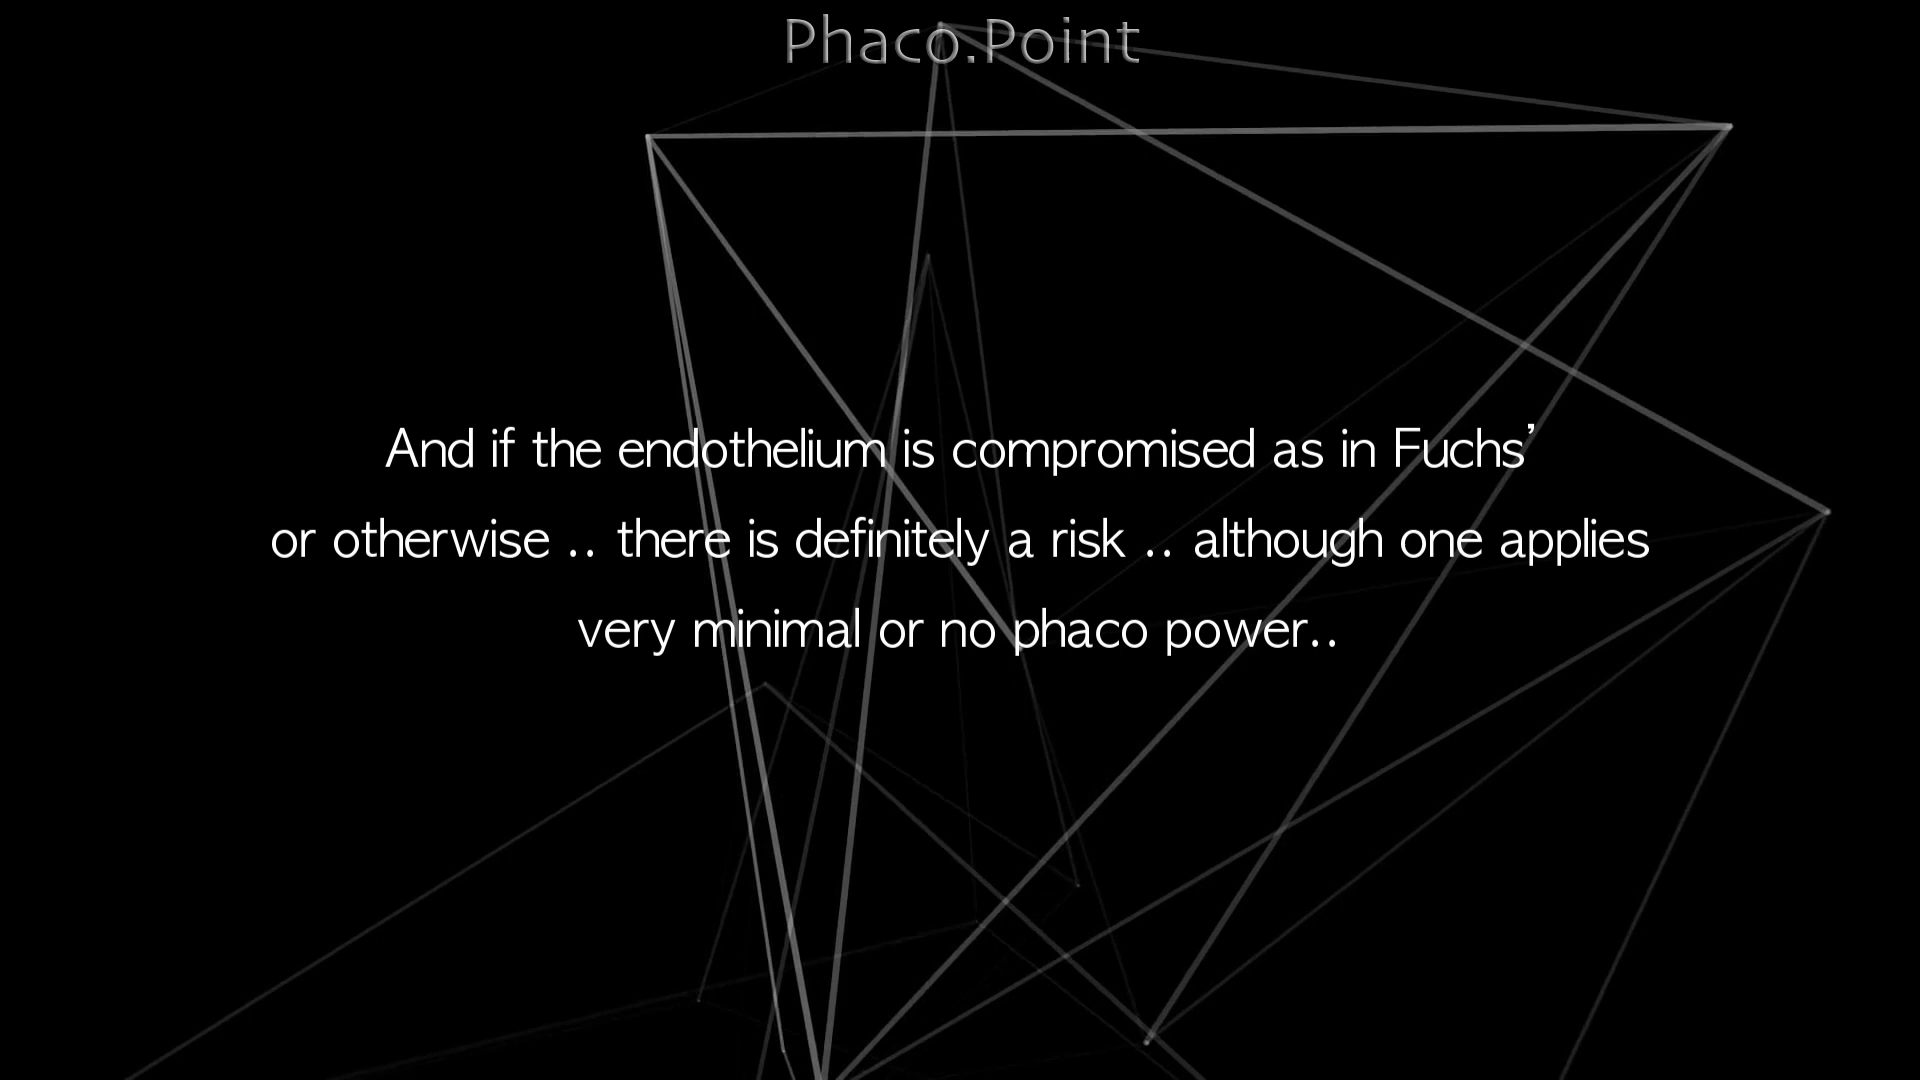 Phaco.Point
And if the endothelium is compromised as in Fuchs’
or otherwise .. there is definitely a risk .. although one applies
very minimal or no phaco power..